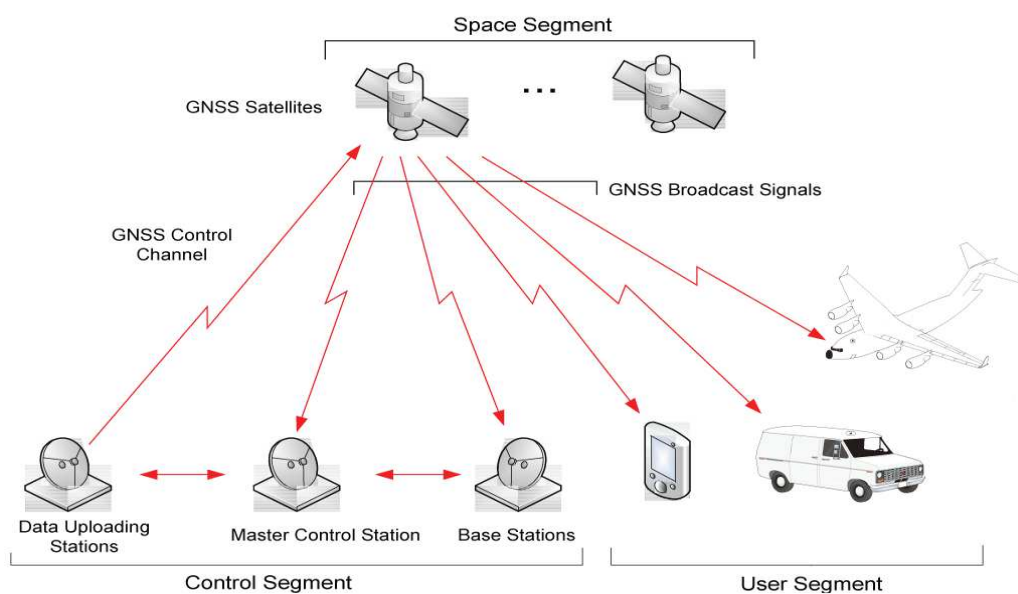 Space Segment
GNSS Satellites
...
GNSS Broadcast Signals
GNSS Control
Channel
Data Uploading
Stations
Master Control Station
Base Stations
Control Segment
User Segment